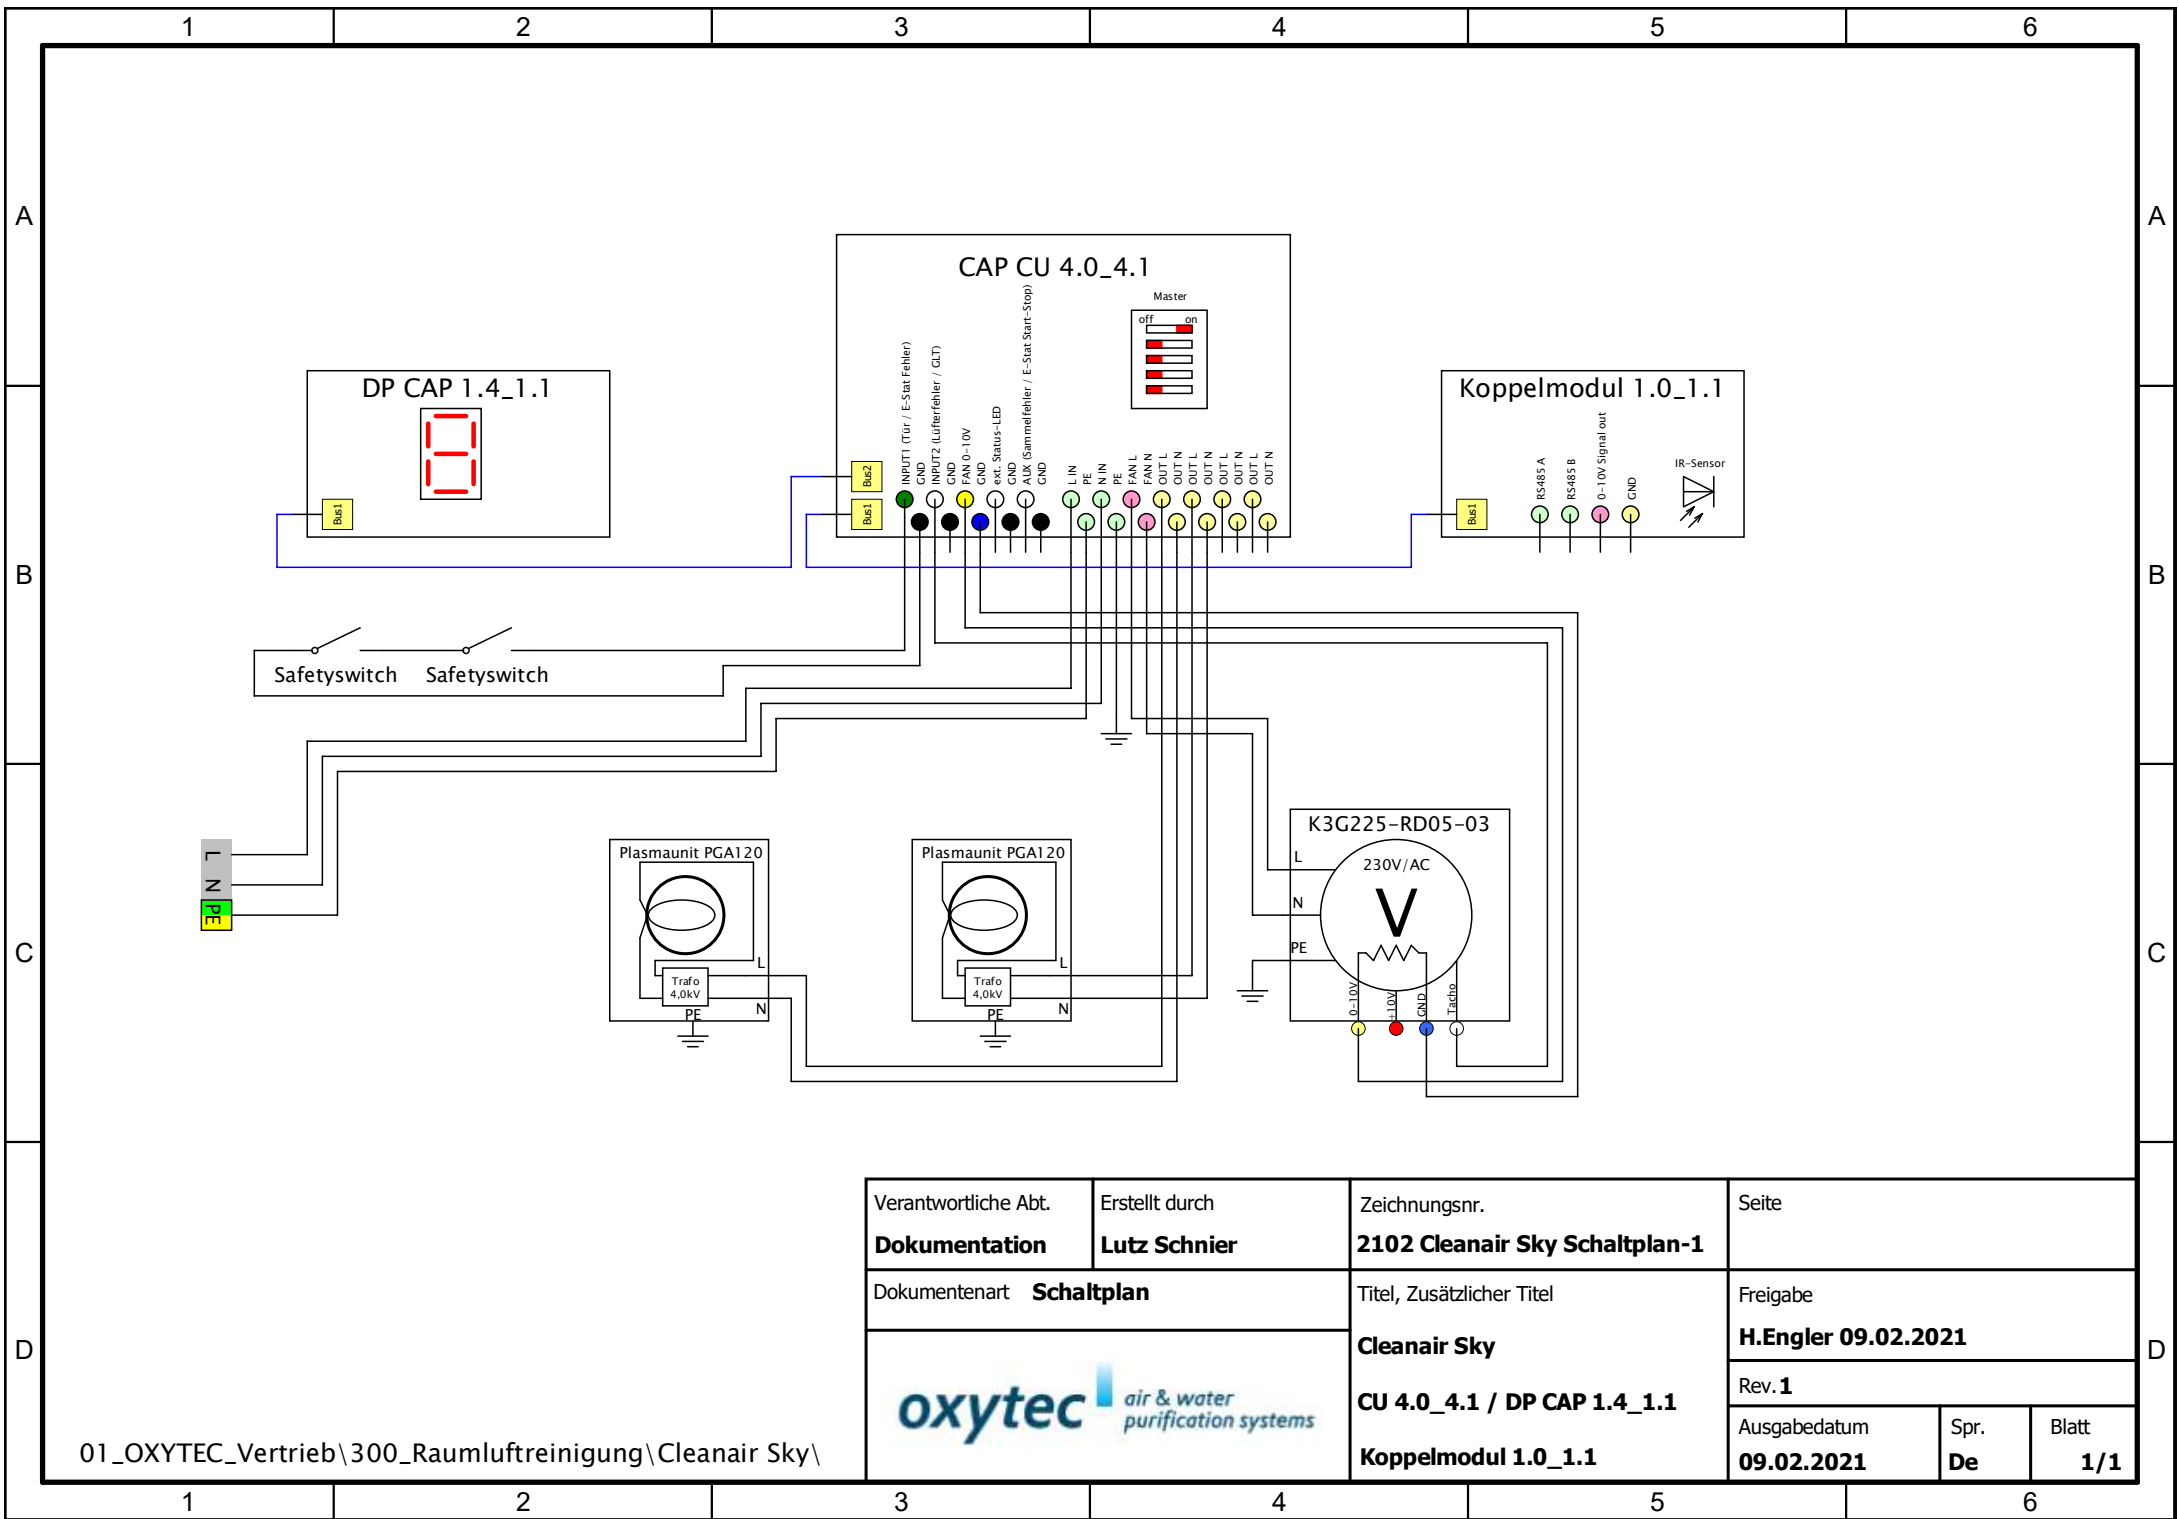 1 2 3 4 5 6
A
B
C
D
A
B
C
D
CAP CU 4.0_4.1
Master
off on
INPUT1 (Tür / E-Stat Fehler)
GND
INPUT2 (Lüfterfehler / GLT)
GND
FAN 0-10V
GND
ext. Status-LED
GND
AUX (Sammelfehler / E-Stat Start-Stop)
GND
L IN
PE
N IN
PE
FAN L
FAN N
OUT L
OUT N
OUT L
OUT N
OUT L
OUT N
OUT L
OUT N
Bus2
Bus1
DP CAP 1.4_1.1
Bus1
Koppelmodul 1.0_1.1
Bus1
RS485 A
RS485 B
0-10V Signal out
GND
IR-Sensor
Safetyswitch Safetyswitch
L
N
PE
Plasmaunit PGA120
Trafo
4,0kV
L
N
PE
Plasmaunit PGA120
Trafo
4,0kV
L
N
PE
K3G225-RD05-03
230V/AC
V
L
N
PE
0-10V
+10V
GND
Tacho
Verantwortliche Abt.
Dokumentation
Erstellt durch
Lutz Schnier
Zeichnungsnr.
2102 Cleanair Sky Schaltplan-1
Seite
Dokumentenart Schaltplan
Titel, Zusätzlicher Titel
Cleanair Sky
CU 4.0_4.1 / DP CAP 1.4_1.1
Koppelmodul 1.0_1.1
Freigabe
H.Engler 09.02.2021
Rev.1
Ausgabedatum
09.02.2021
Spr.
De
Blatt
1/1
oxytec
air & water
purification systems
01_OXYTEC_Vertrieb\300_Raumluftreinigung\Cleanair Sky\
1 2 3 4 5 6